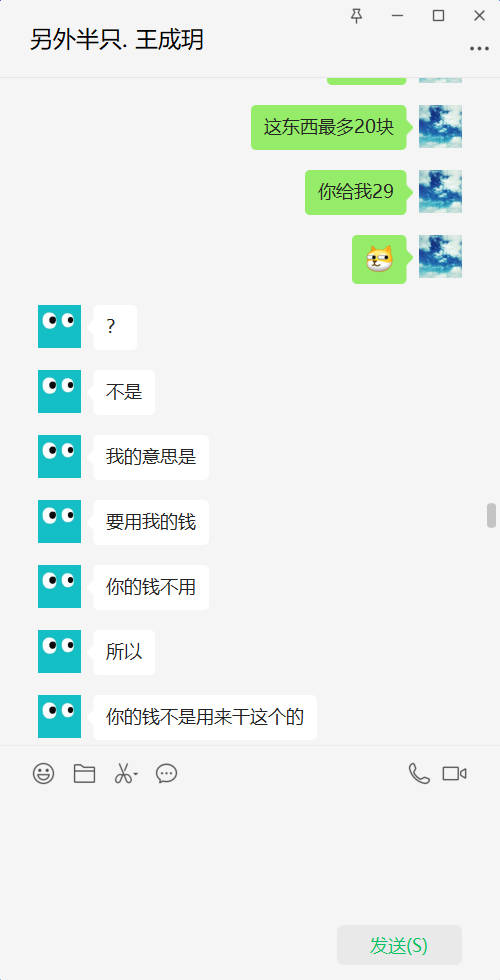 另外半只. 王成玥
这东西最多20块
你给我29
?
不是
我的意思是
要用我的钱
你的钱不用
所以
你的钱不是用来干这个的
发送(S)